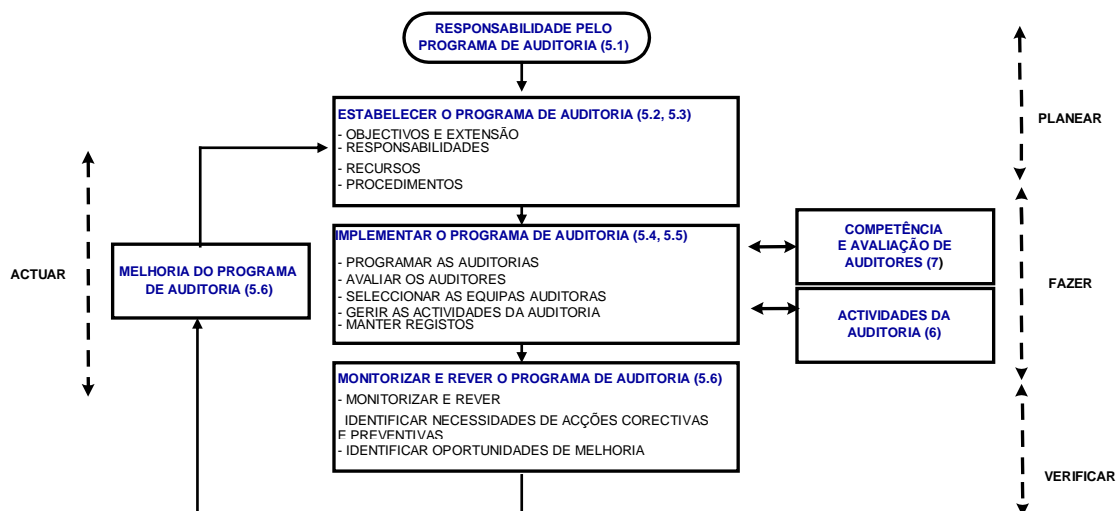 RESPONSABILIDADE PELO
PROGRAMA DE AUDITORIA (5.1)
PLANEAR
ESTABELECER O PROGRAMA DE AUDITORIA (5.2, 5.3)
- OBJECTIVOS E EXTENSÃO
- RESPONSABILIDADES
- RECURSOS
- PROCEDIMENTOS
ACTUAR
MELHORIA DO PROGRAMA
DE AUDITORIA (5.6)
IMPLEMENTAR O PROGRAMA DE AUDITORIA (5.4, 5.5)
- PROGRAMAR AS AUDITORIAS
- AVALIAR OS AUDITORES
- SELECCIONAR AS EQUIPAS AUDITORAS
- GERIR AS ACTIVIDADES DA AUDITORIA
- MANTER REGISTOS
COMPETÊNCIA
E AVALIAÇÃO DE
AUDITORES (7)
FAZER
ACTIVIDADES DA
AUDITORIA (6)
MONITORIZAR E REVER O PROGRAMA DE AUDITORIA (5.6)
- MONITORIZAR E REVER
IDENTIFICAR NECESSIDADES DE ACÇÕES CORECTIVAS
E PREVENTIVAS
- IDENTIFICAR OPORTUNIDADES DE MELHORIA
VERIFICAR